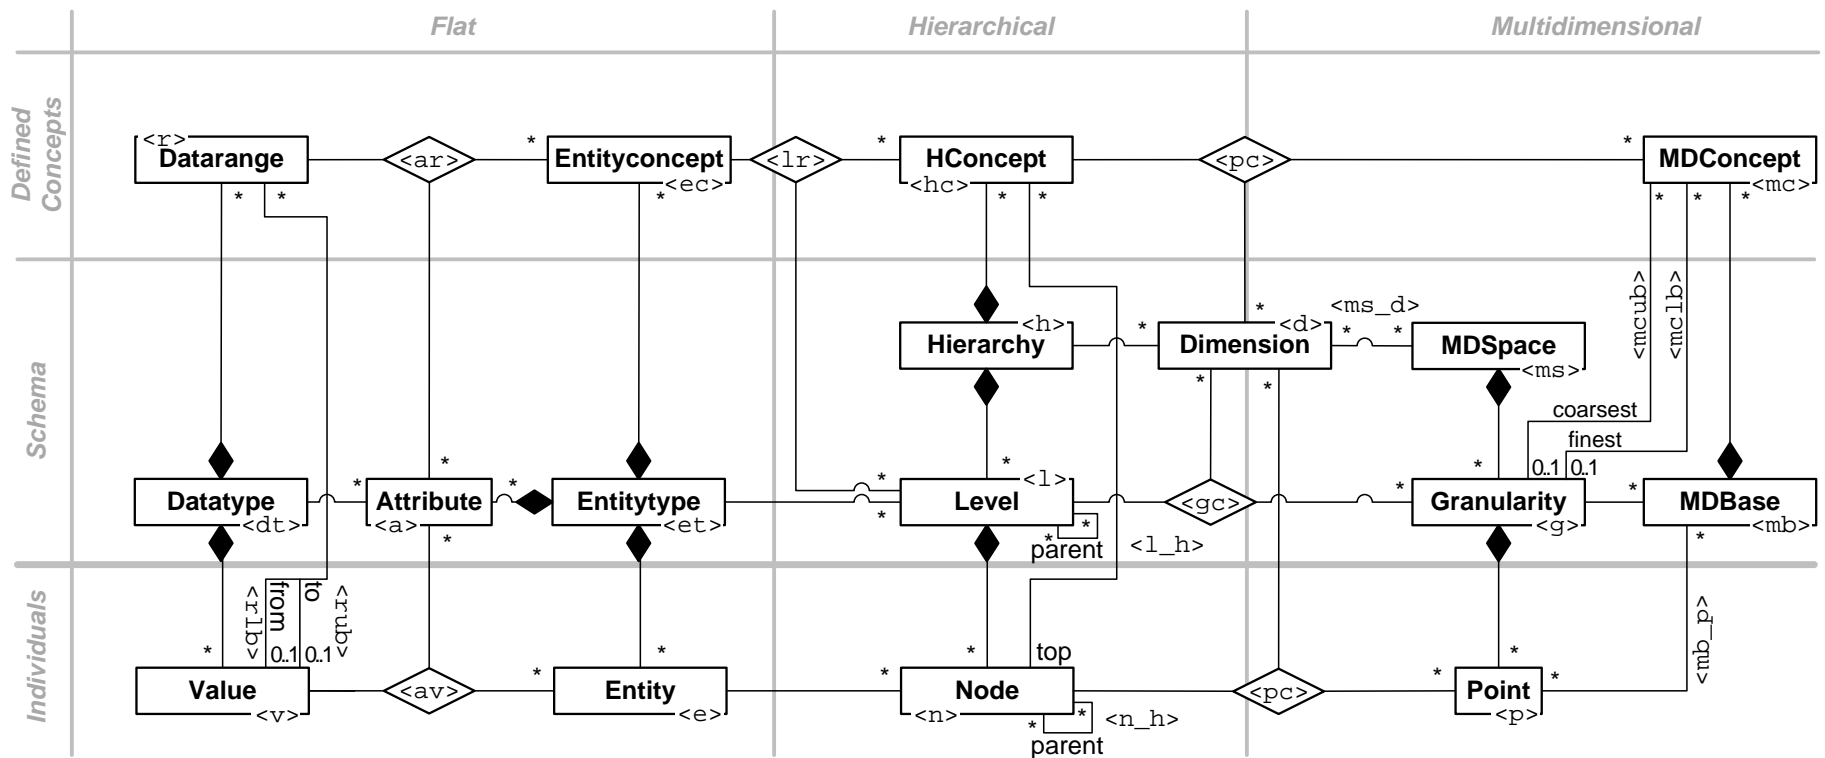 Flat
Hierarchical
Multidimensional
Defined
Concepts
<r>
Datarange
<ar>
*
Entityconcept
<ec>
<lr>
*
HConcept
<hc>
<pc>
*
MDConcept
<mc>
*
*
*
*
*
*
*
*
Schema
<h>
Hierarchy
*
*
<d>
Dimension
<ms_d>
*
*
MDSpace
<ms>
<mcub>
<mclb>
*
*
coarsest
finest
*
*
*
*
*
0..1
0..1
Datatype
<dt>
*
Attribute
<a>
*
Entitytype
<et>
*
*
<l>
Level
*
*
parent
<l_h>
<gc>
*
Granularity
<g>
*
MDBase
<mb>
*
*
Individuals
from
<rlb>
to
<rub>
0..1
0..1
*
*
*
top
*
<mb_p>
Value
<v>
<av>
*
Entity
<e>
*
Node
<n>
*
*
parent
<n_h>
<pc>
*
Point
<p>
*